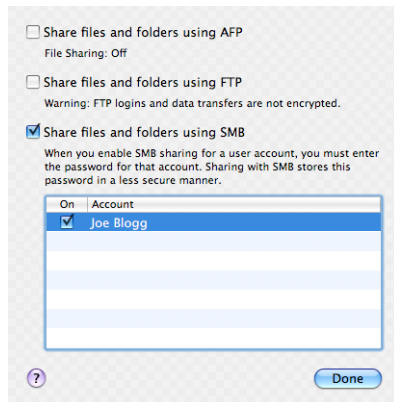 Share files and folders using AFP
File Sharing: Off
Share files and folders using FTP
Warning: FTP logins and data transfers are not encrypted.
Share files and folders using SMB
When you enable SMB sharing for a user account, you must enter
the password for that account. Sharing with SMB stores this
password in a less secure manner.
On Account
Joe Blogg
? Done